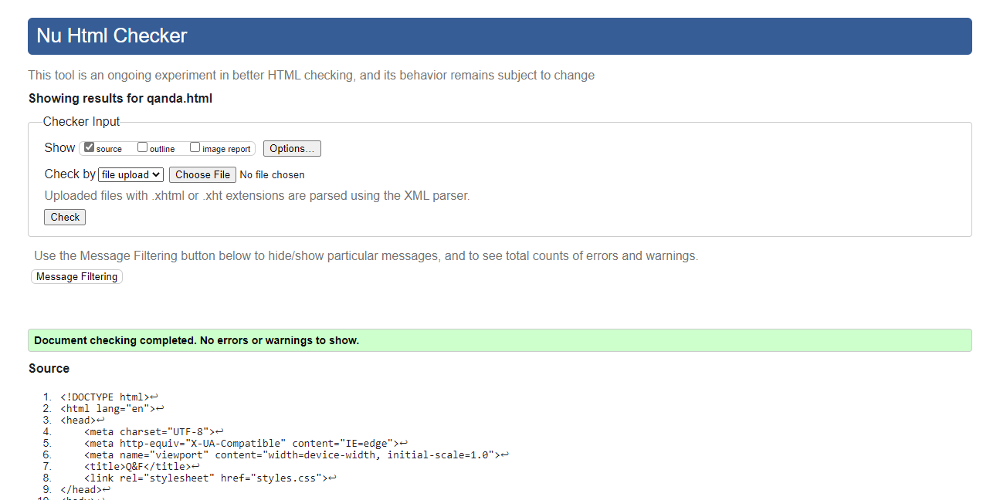 Nu Html Checker
This tool is an ongoing experiment in better HTML checking, and its behavior remains subject to change
Showing results for qanda.html
Checker Input
Show source outline image report Options...
Check by file upload Choose File No file chosen
Uploaded files with .xhtml or .xht extensions are parsed using the XML parser.
Check
Use the Message Filtering button below to hide/show particular messages, and to see total counts of errors and warnings.
Message Filtering
Document checking completed. No errors or warnings to show.
Source
1. <!DOCTYPE html>↩
2. <html lang="en">↩
3. <head>↩
4.     <meta charset="UTF-8">↩
5.     <meta http-equiv="X-UA-Compatible" content="IE=edge">↩
6.     <meta name="viewport" content="width=device-width, initial-scale=1.0">↩
7.     <title>Q&F</title>↩
8.     <link rel="stylesheet" href="styles.css">↩
9. </head>↩
10. <body>↩